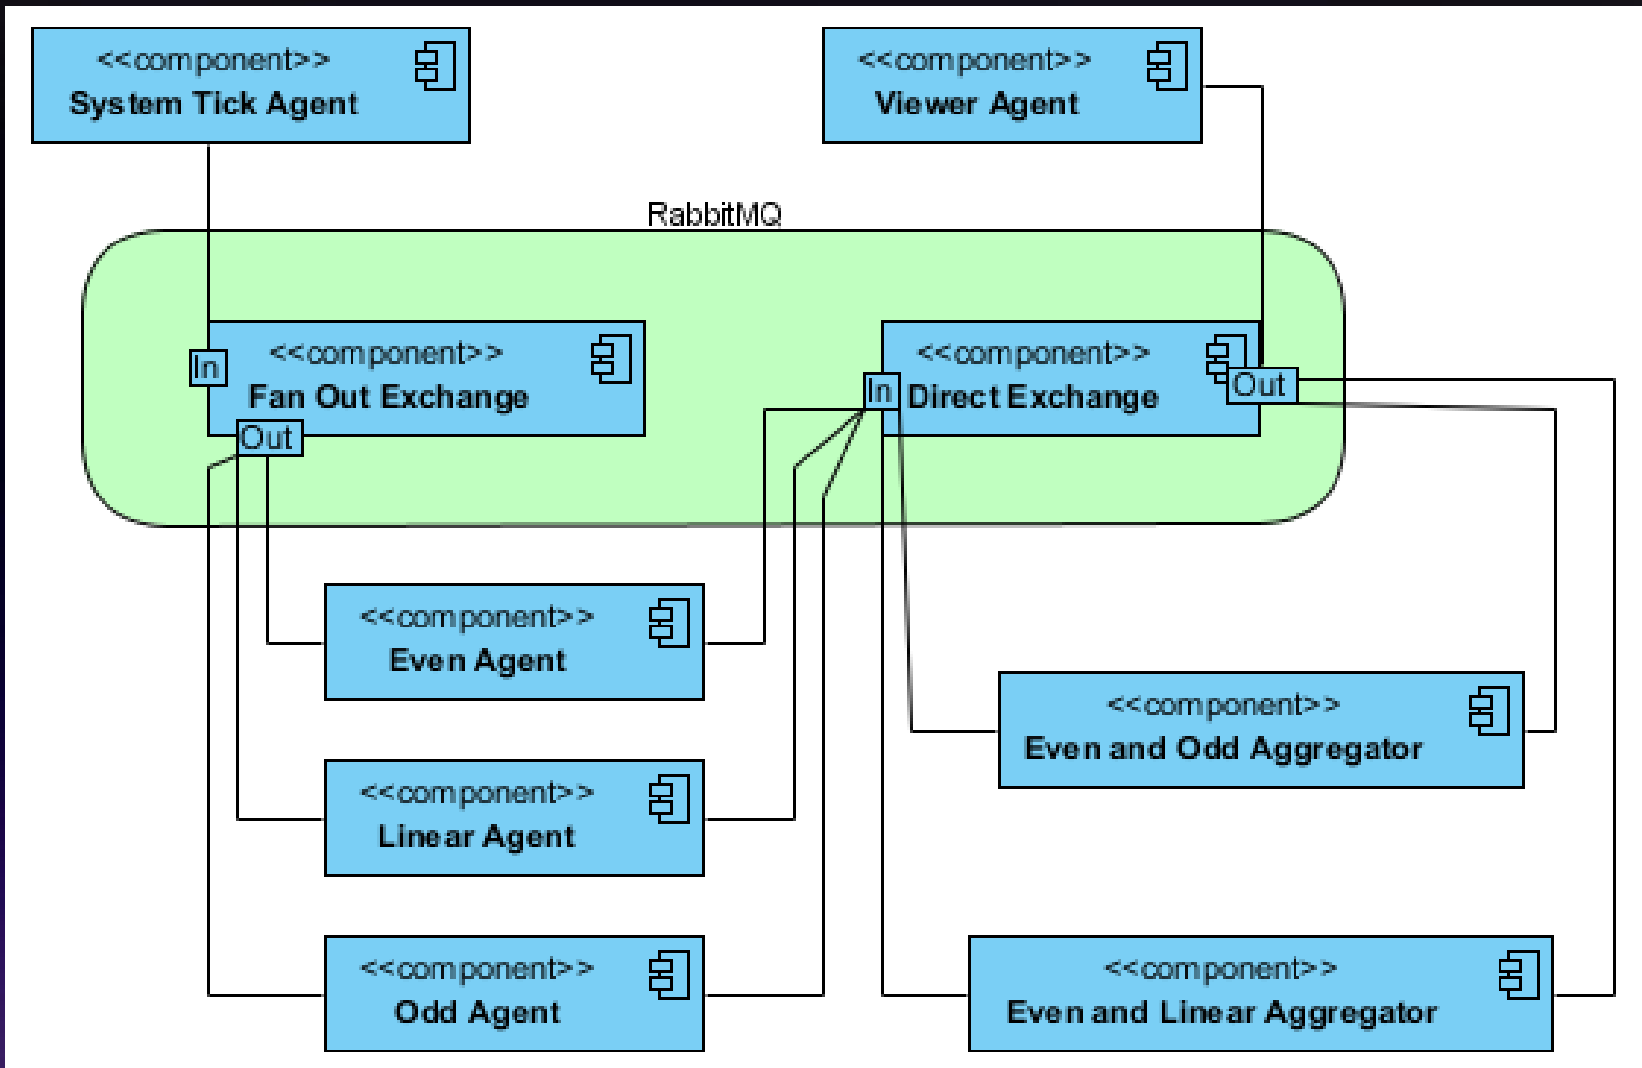 <<component>>
System Tick Agent
<<component>>
Viewer Agent
RabbitMQ
In
<<component>>
Fan Out Exchange
Out
In
<<component>>
Direct Exchange
Out
<<component>>
Even Agent
<<component>>
Even and Odd Aggregator
<<component>>
Linear Agent
<<component>>
Odd Agent
<<component>>
Even and Linear Aggregator